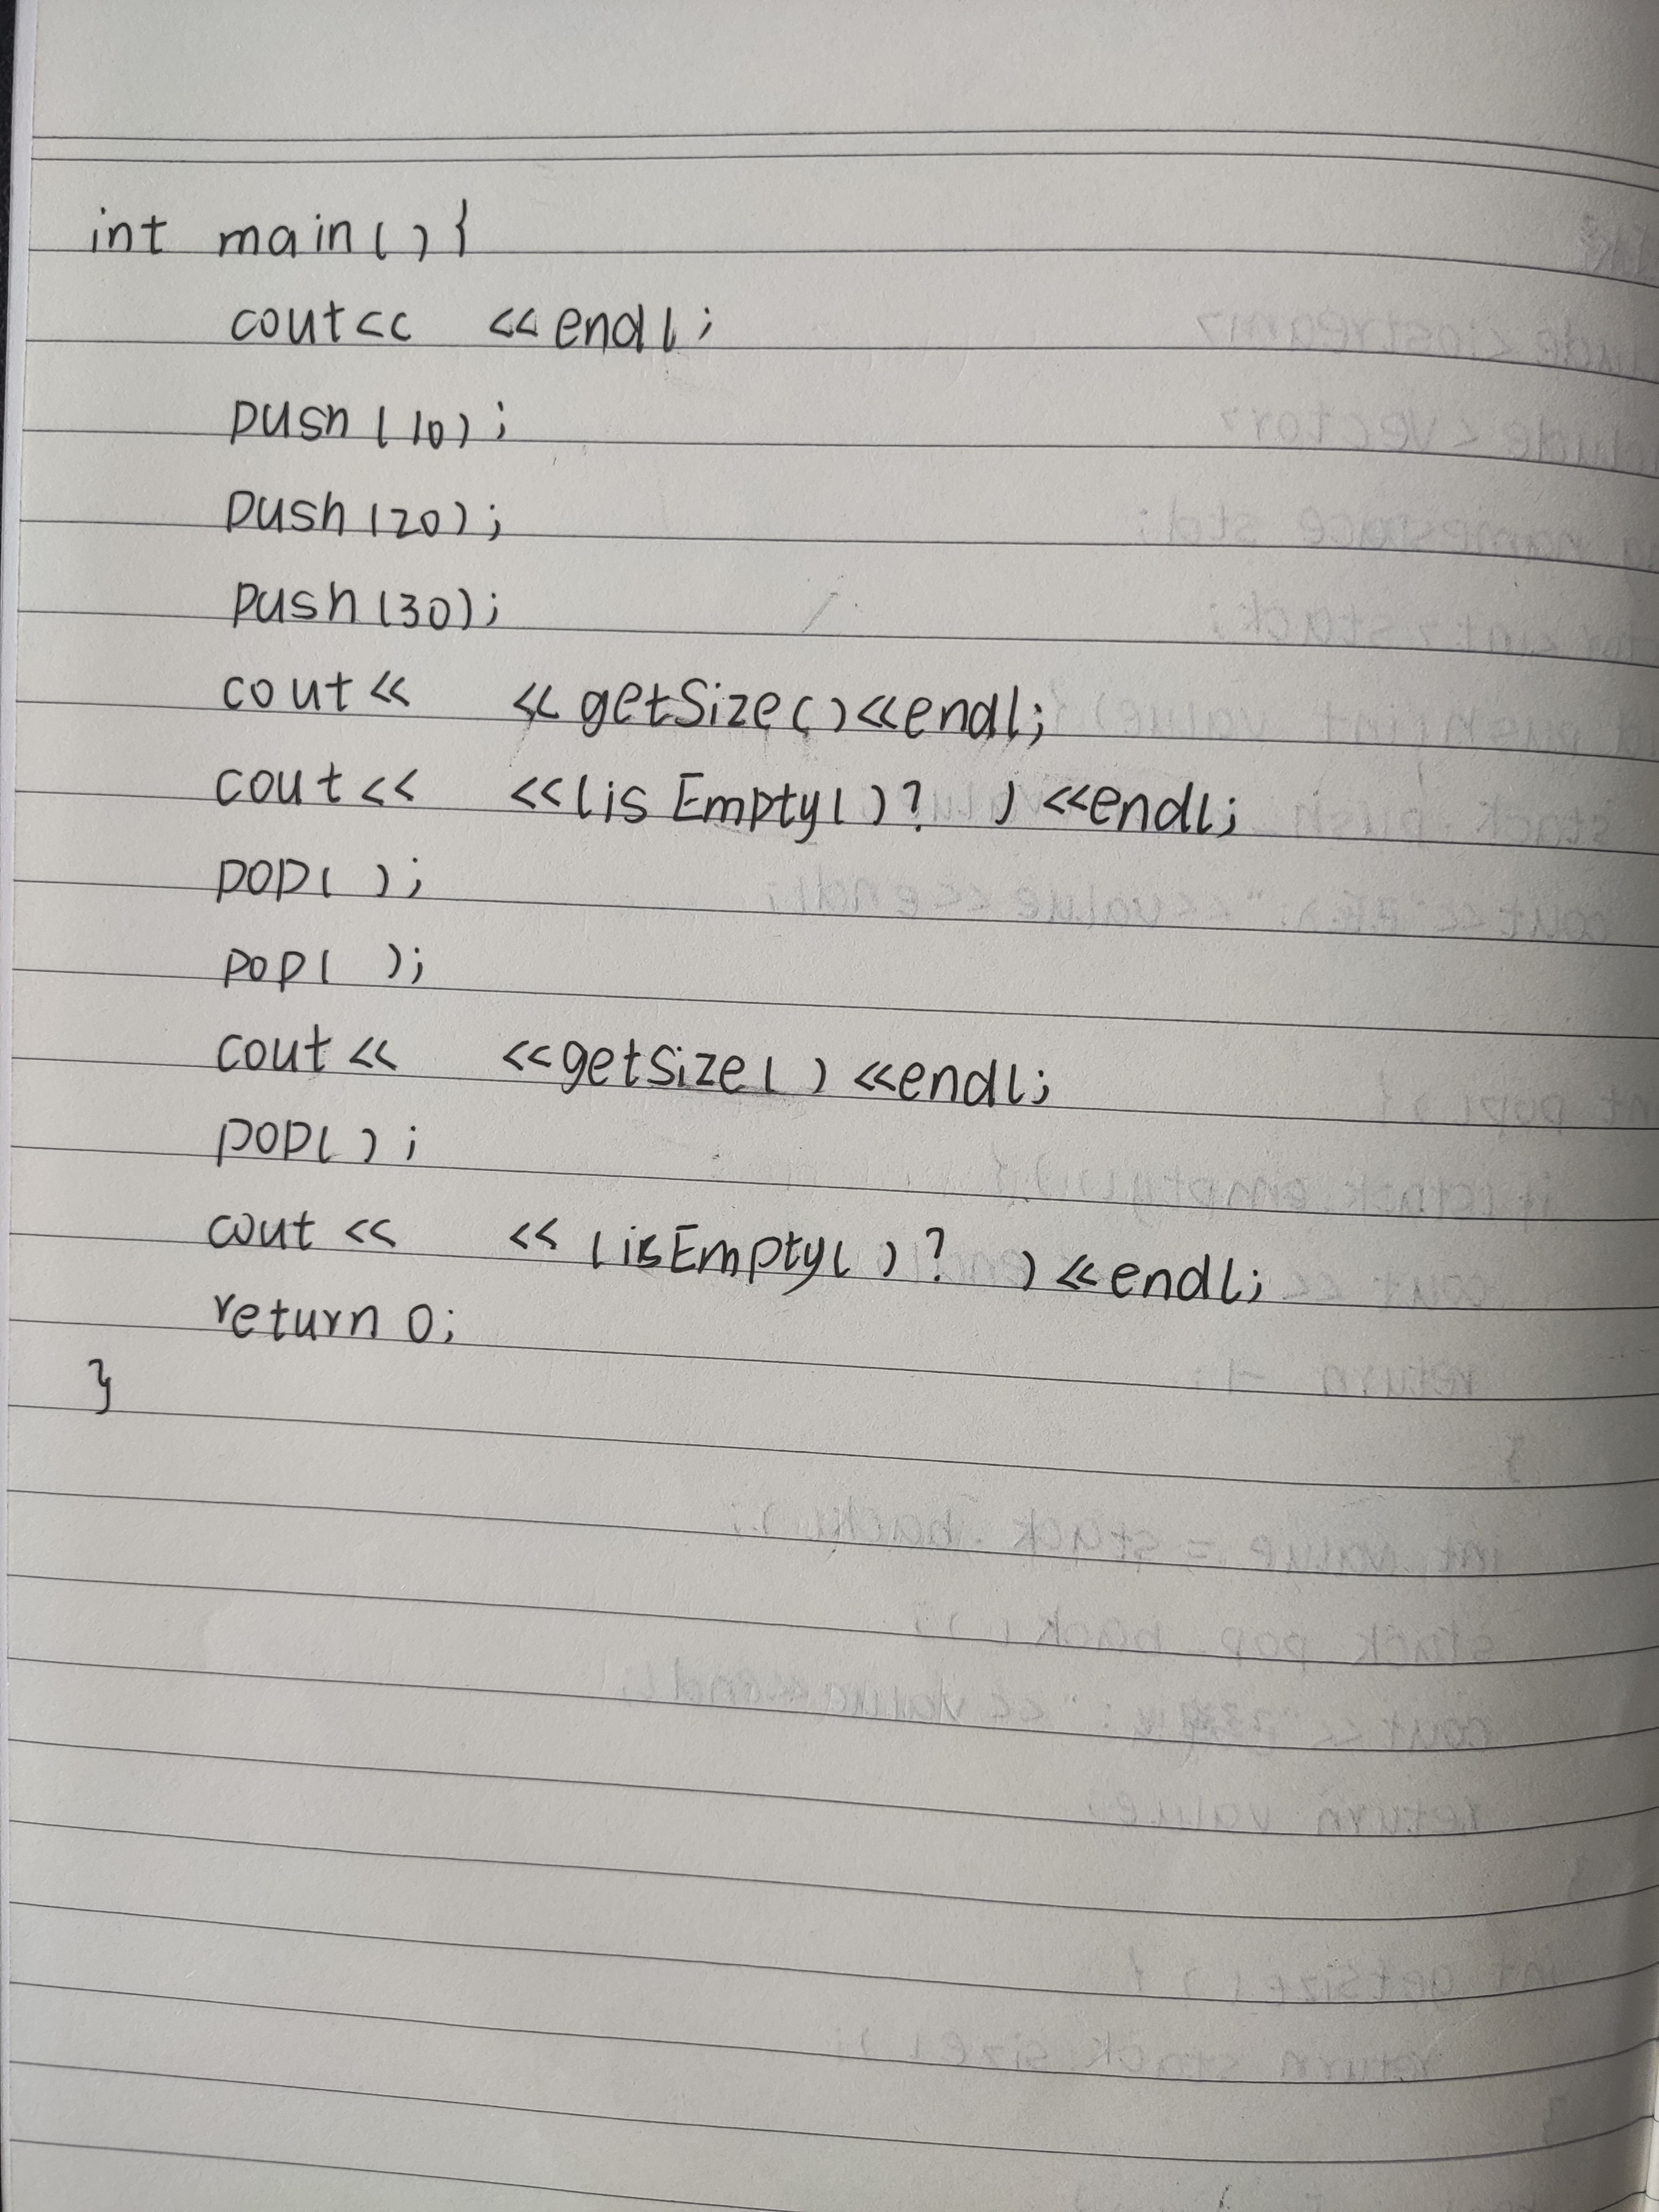 int main(){
cout<< <<endl;
push(10);
push(20);
push(30);
cout<< <<getSize()<<endl;
cout<< <<(isEmpty()? )<<endl;
pop( );
pop( );
cout<< <<getSize( )<<endl;
pop( );
cout<< <<(isEmpty( )? )<<endl;
return 0;
}